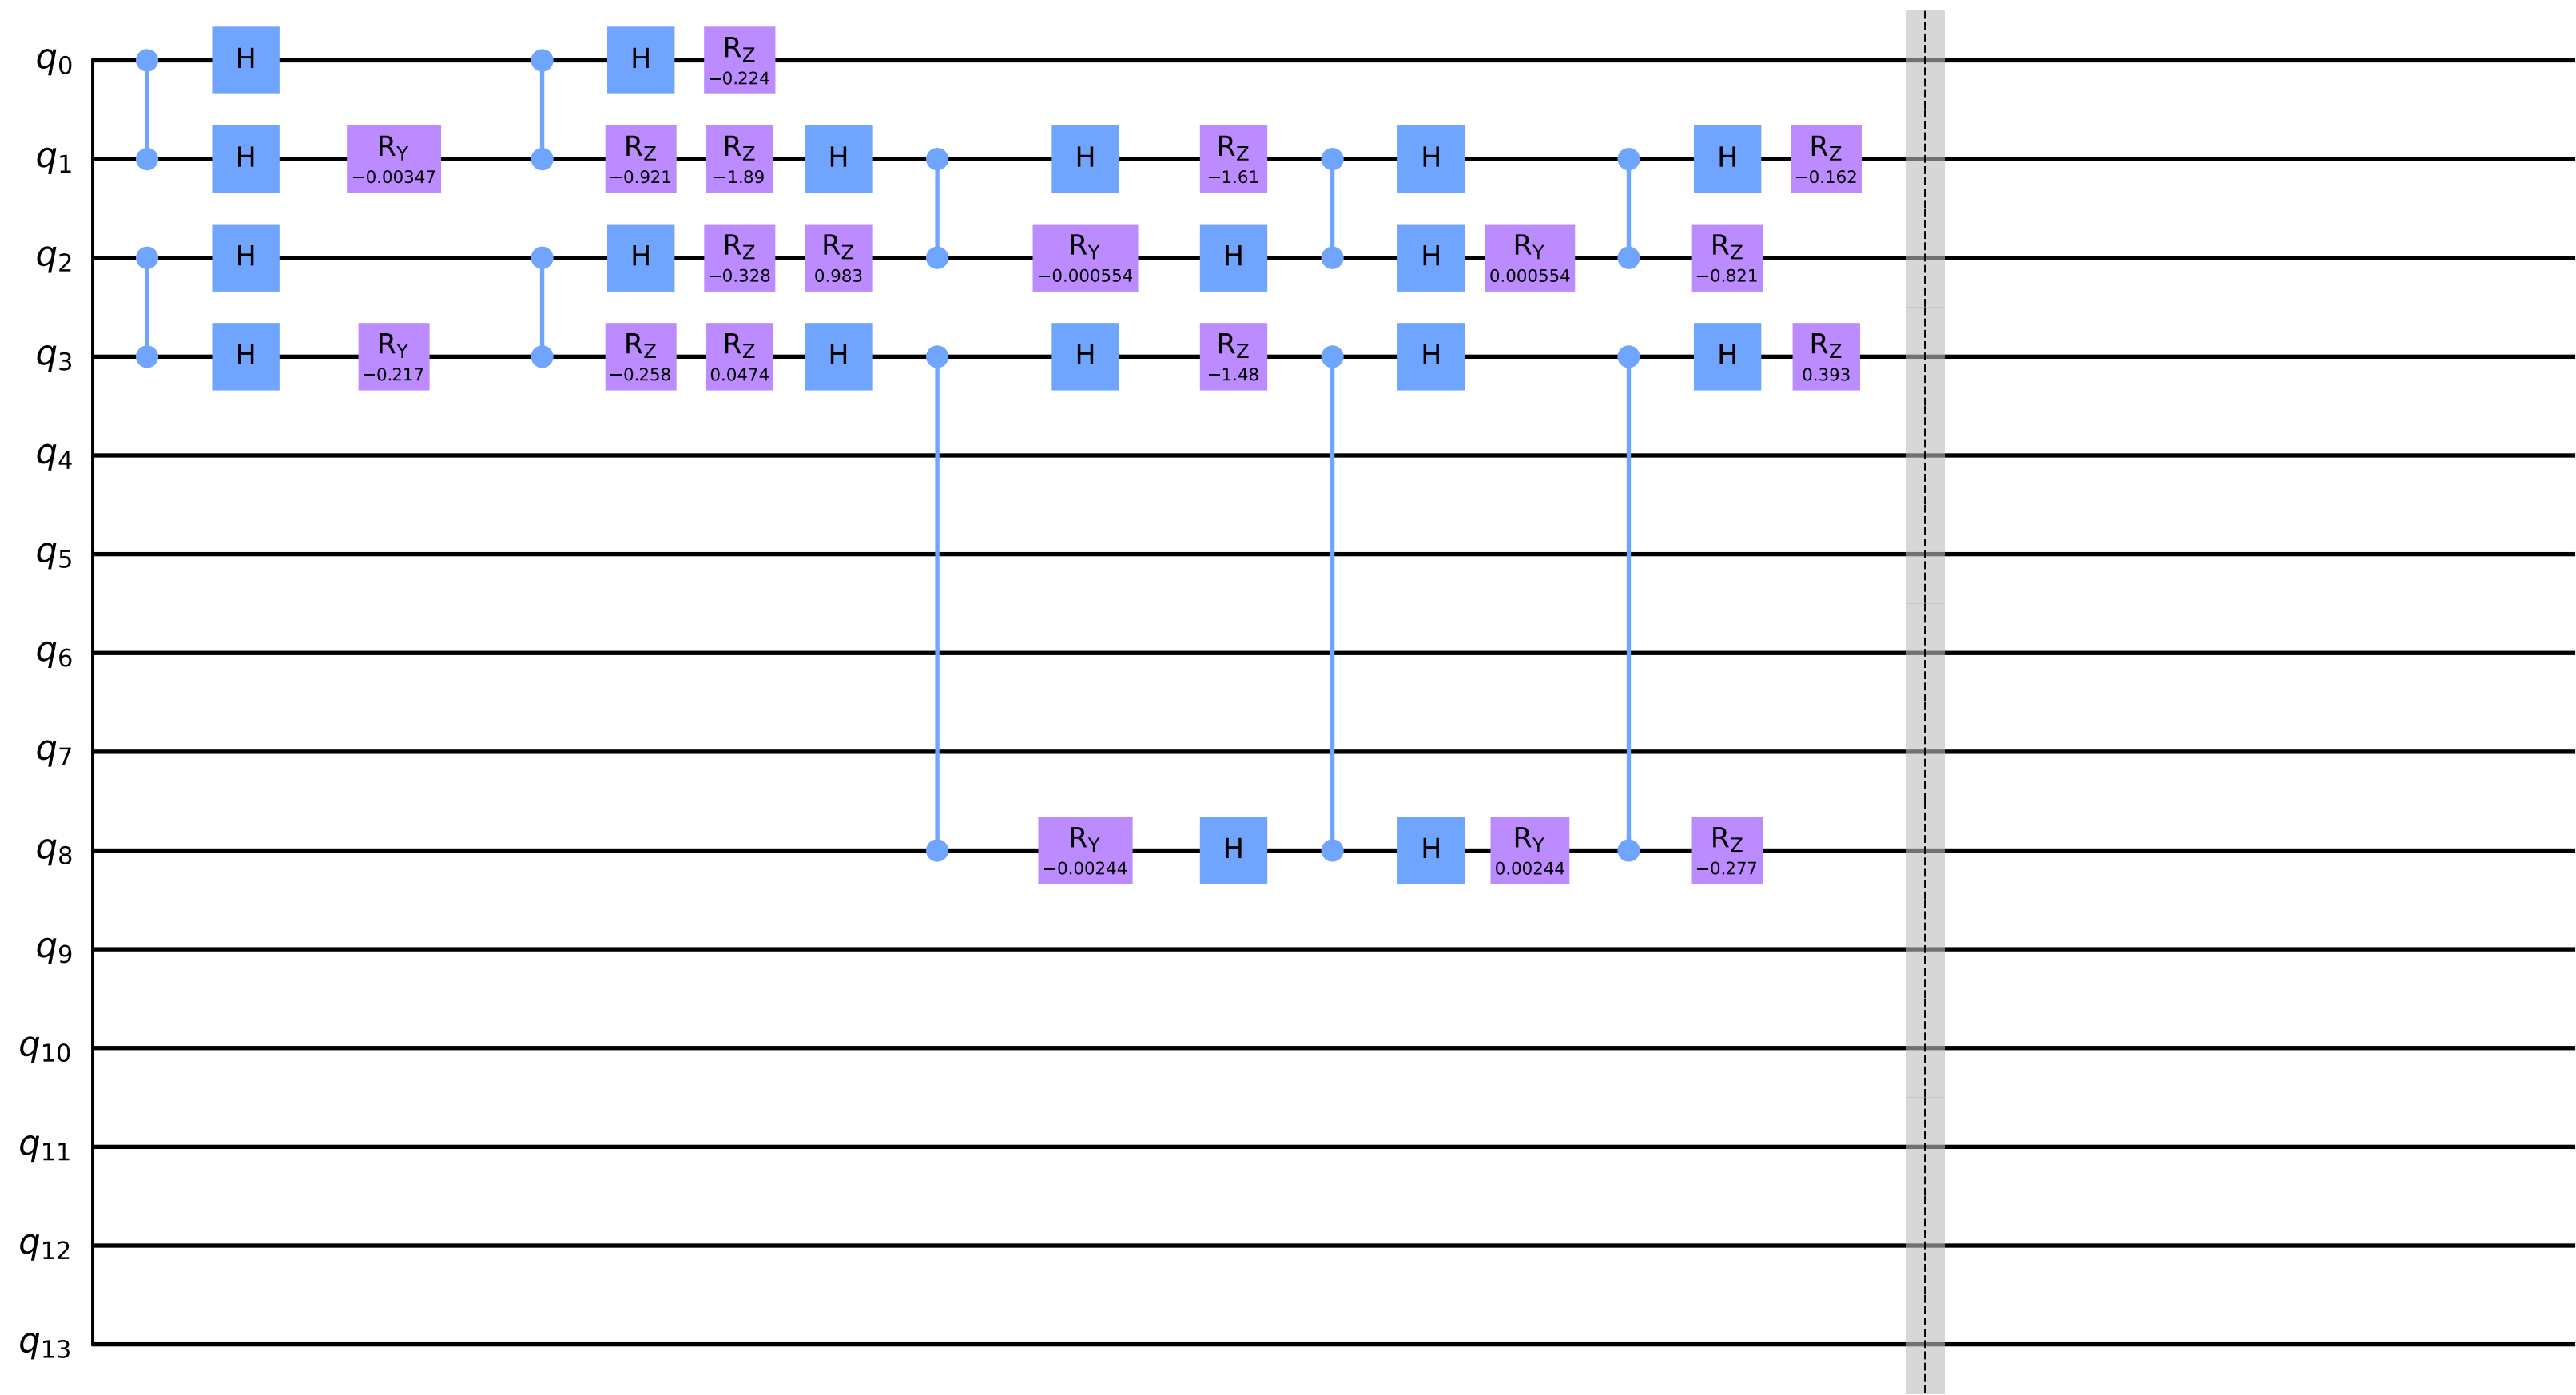 q0 H H RZ −0.224
q1 H RY −0.00347 RZ −0.921 RZ −1.89 H H RZ −1.61 H H RZ −0.162
q2 H H RZ −0.328 RZ 0.983 RY −0.000554 H H RY 0.000554 RZ −0.821
q3 H RY −0.217 RZ −0.258 RZ 0.0474 H H RZ −1.48 H H RZ 0.393
q4
q5
q6
q7
q8 RY −0.00244 H H RY 0.00244 RZ −0.277
q9
q10
q11
q12
q13